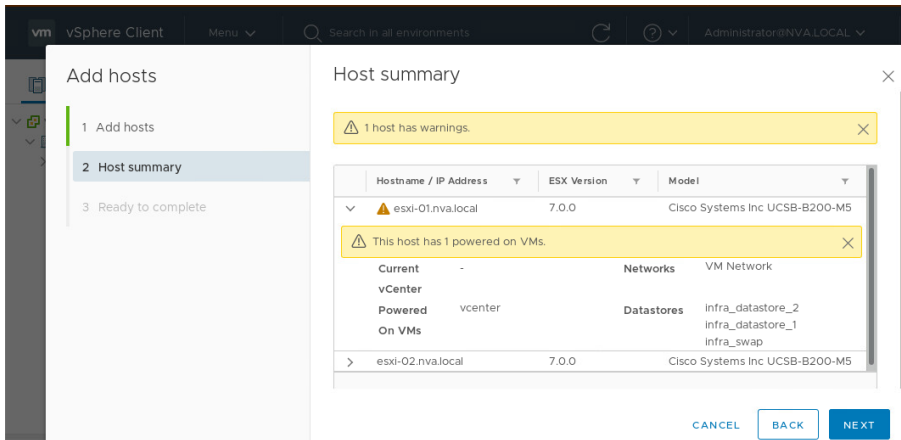 vm vSphere Client Menu Search in all environments Administrator@NVA.LOCAL
Add hosts
1 Add hosts
2 Host summary
3 Ready to complete
Host summary
1 host has warnings.
Hostname / IP Address ESX Version Model
esxi-01.nva.local 7.0.0 Cisco Systems Inc UCSB-B200-M5
This host has 1 powered on VMs.
Current - Networks VM Network
vCenter
Powered vcenter Datastores infra_datastore_2
On VMs infra_datastore_1
infra_swap
esxi-02.nva.local 7.0.0 Cisco Systems Inc UCSB-B200-M5
CANCEL BACK NEXT